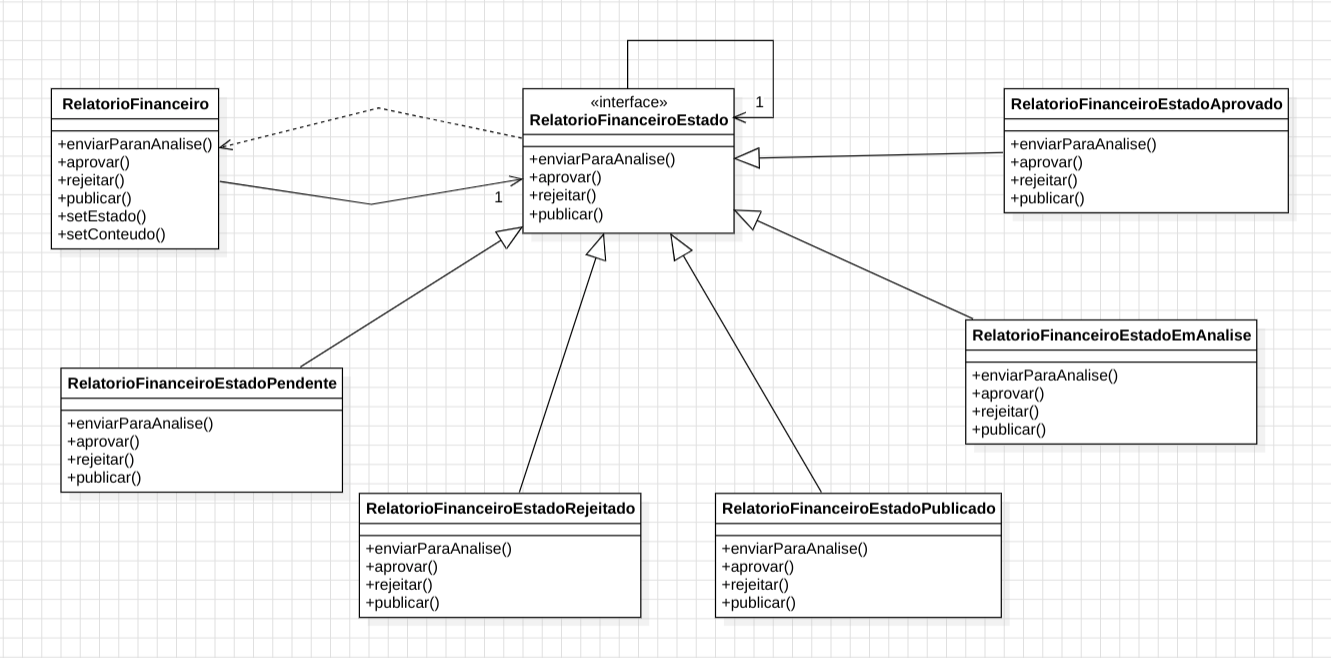 RelatorioFinanceiro
+enviarParanAnalise()
+aprovar()
+rejeitar()
+publicar()
+setEstado()
+setConteudo()
1
«interface»
RelatorioFinanceiroEstado
+enviarParaAnalise()
+aprovar()
+rejeitar()
+publicar()
1
RelatorioFinanceiroEstadoAprovado
+enviarParaAnalise()
+aprovar()
+rejeitar()
+publicar()
RelatorioFinanceiroEstadoEmAnalise
+enviarParaAnalise()
+aprovar()
+rejeitar()
+publicar()
RelatorioFinanceiroEstadoPendente
+enviarParaAnalise()
+aprovar()
+rejeitar()
+publicar()
RelatorioFinanceiroEstadoRejeitado
+enviarParaAnalise()
+aprovar()
+rejeitar()
+publicar()
RelatorioFinanceiroEstadoPublicado
+enviarParaAnalise()
+aprovar()
+rejeitar()
+publicar()